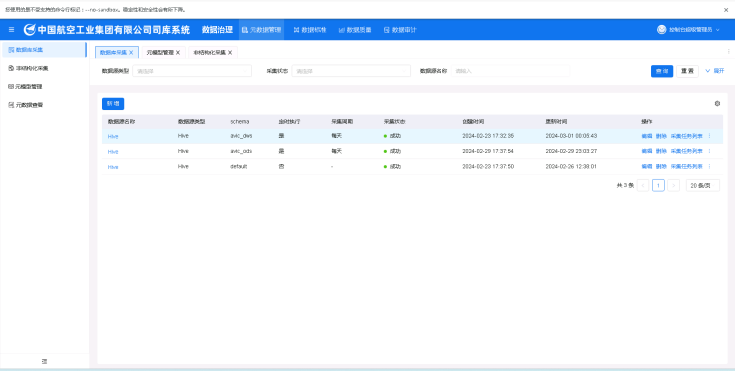 您使用的是不受支持的命令行标记：--no-sandbox。稳定性和安全性会有所下降。 ×
中国航空工业集团有限公司司库系统 数据治理 元数据管理 数据标准 数据质量 数据审计 控制台超级管理员
数据库采集
非结构化采集
元模型管理
元数据查看
数据库采集 × 元模型管理 × 非结构化采集 ×
数据源类型 请选择 采集状态 请选择 数据源名称 请输入 查 询 重 置 展开
新 增
数据源名称 数据源类型 schema 定时执行 采集周期 采集状态 创建时间 更新时间 操作
Hive Hive avic_dws 是 每天 成功 2024-02-23 17:32:35 2024-03-01 00:05:43 编辑 删除 采集任务列表
Hive Hive avic_ods 是 每天 成功 2024-02-29 17:37:54 2024-02-29 23:03:27 编辑 删除 采集任务列表
Hive Hive default 否 - 成功 2024-02-23 17:37:50 2024-02-26 12:38:01 编辑 删除 采集任务列表
共 3 条 < 1 > 20 条/页